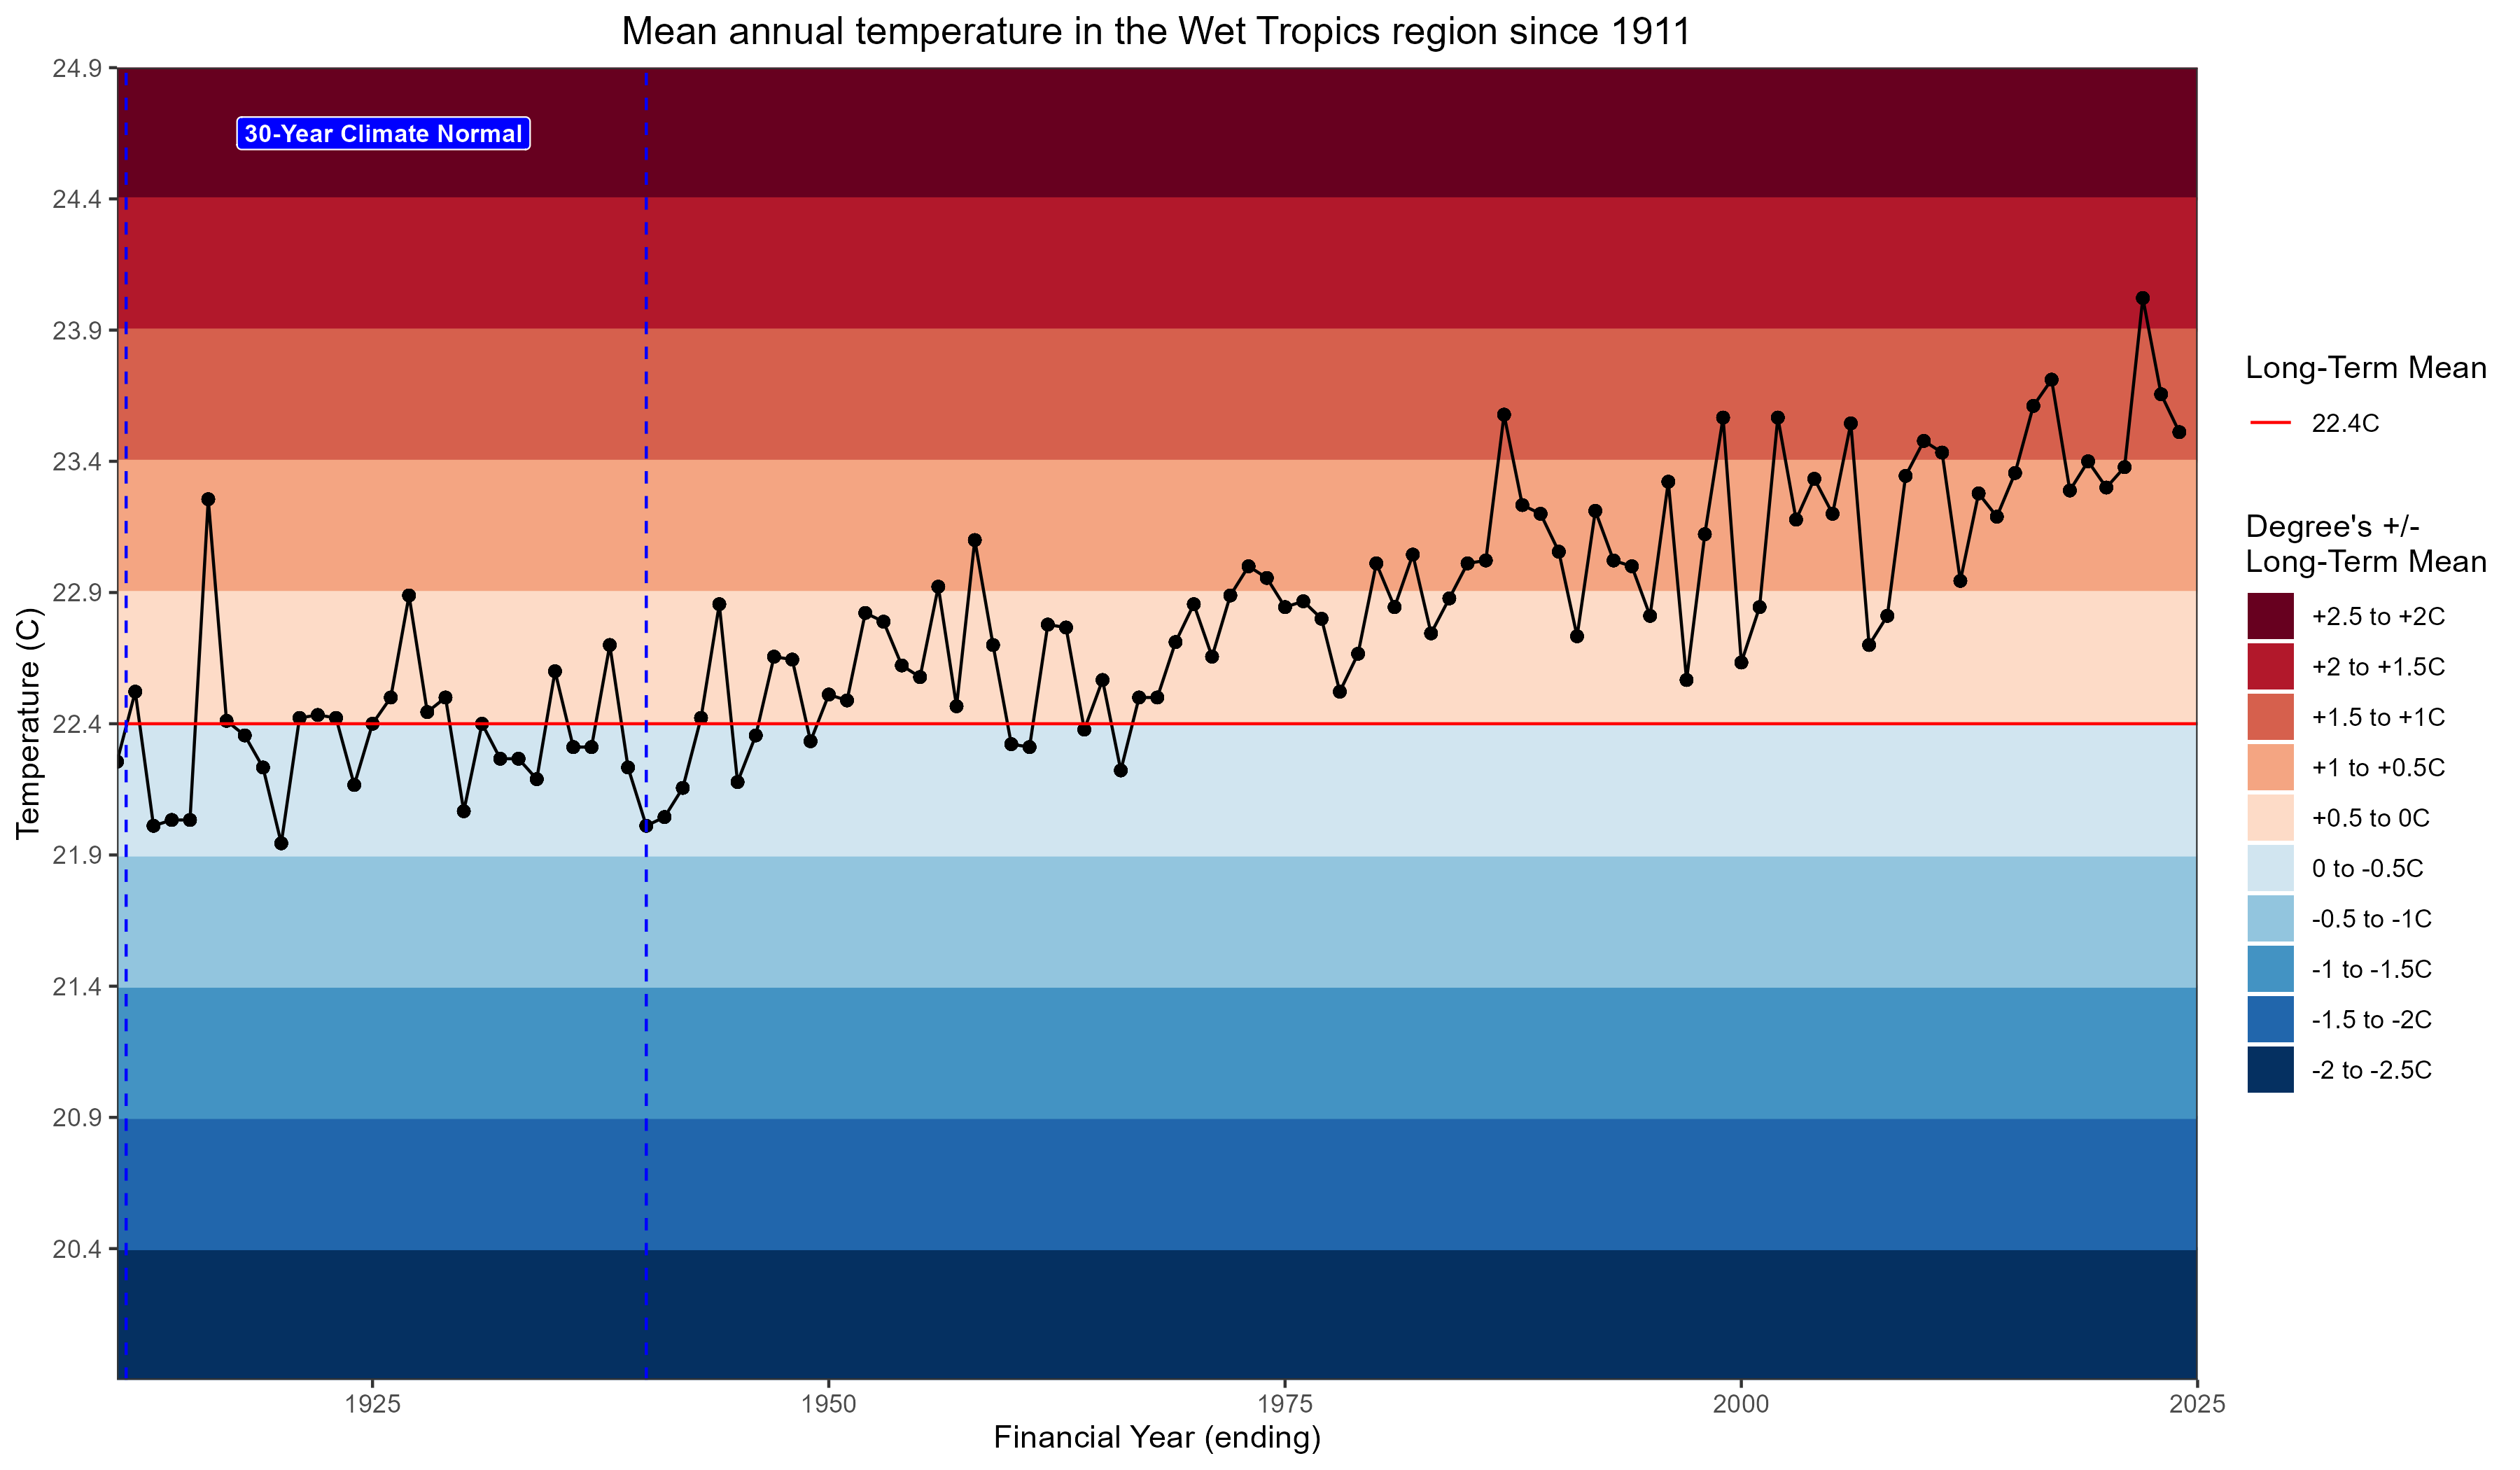 Mean annual temperature in the Wet Tropics region since 1911
30-Year Climate Normal
24.9
24.4
23.9
23.4
22.9
22.4
21.9
21.4
20.9
20.4
Temperature (C)
1925
1950
1975
2000
2025
Financial Year (ending)
Long-Term Mean
22.4C
Degree's +/-
Long-Term Mean
+2.5 to +2C
+2 to +1.5C
+1.5 to +1C
+1 to +0.5C
+0.5 to 0C
0 to -0.5C
-0.5 to -1C
-1 to -1.5C
-1.5 to -2C
-2 to -2.5C